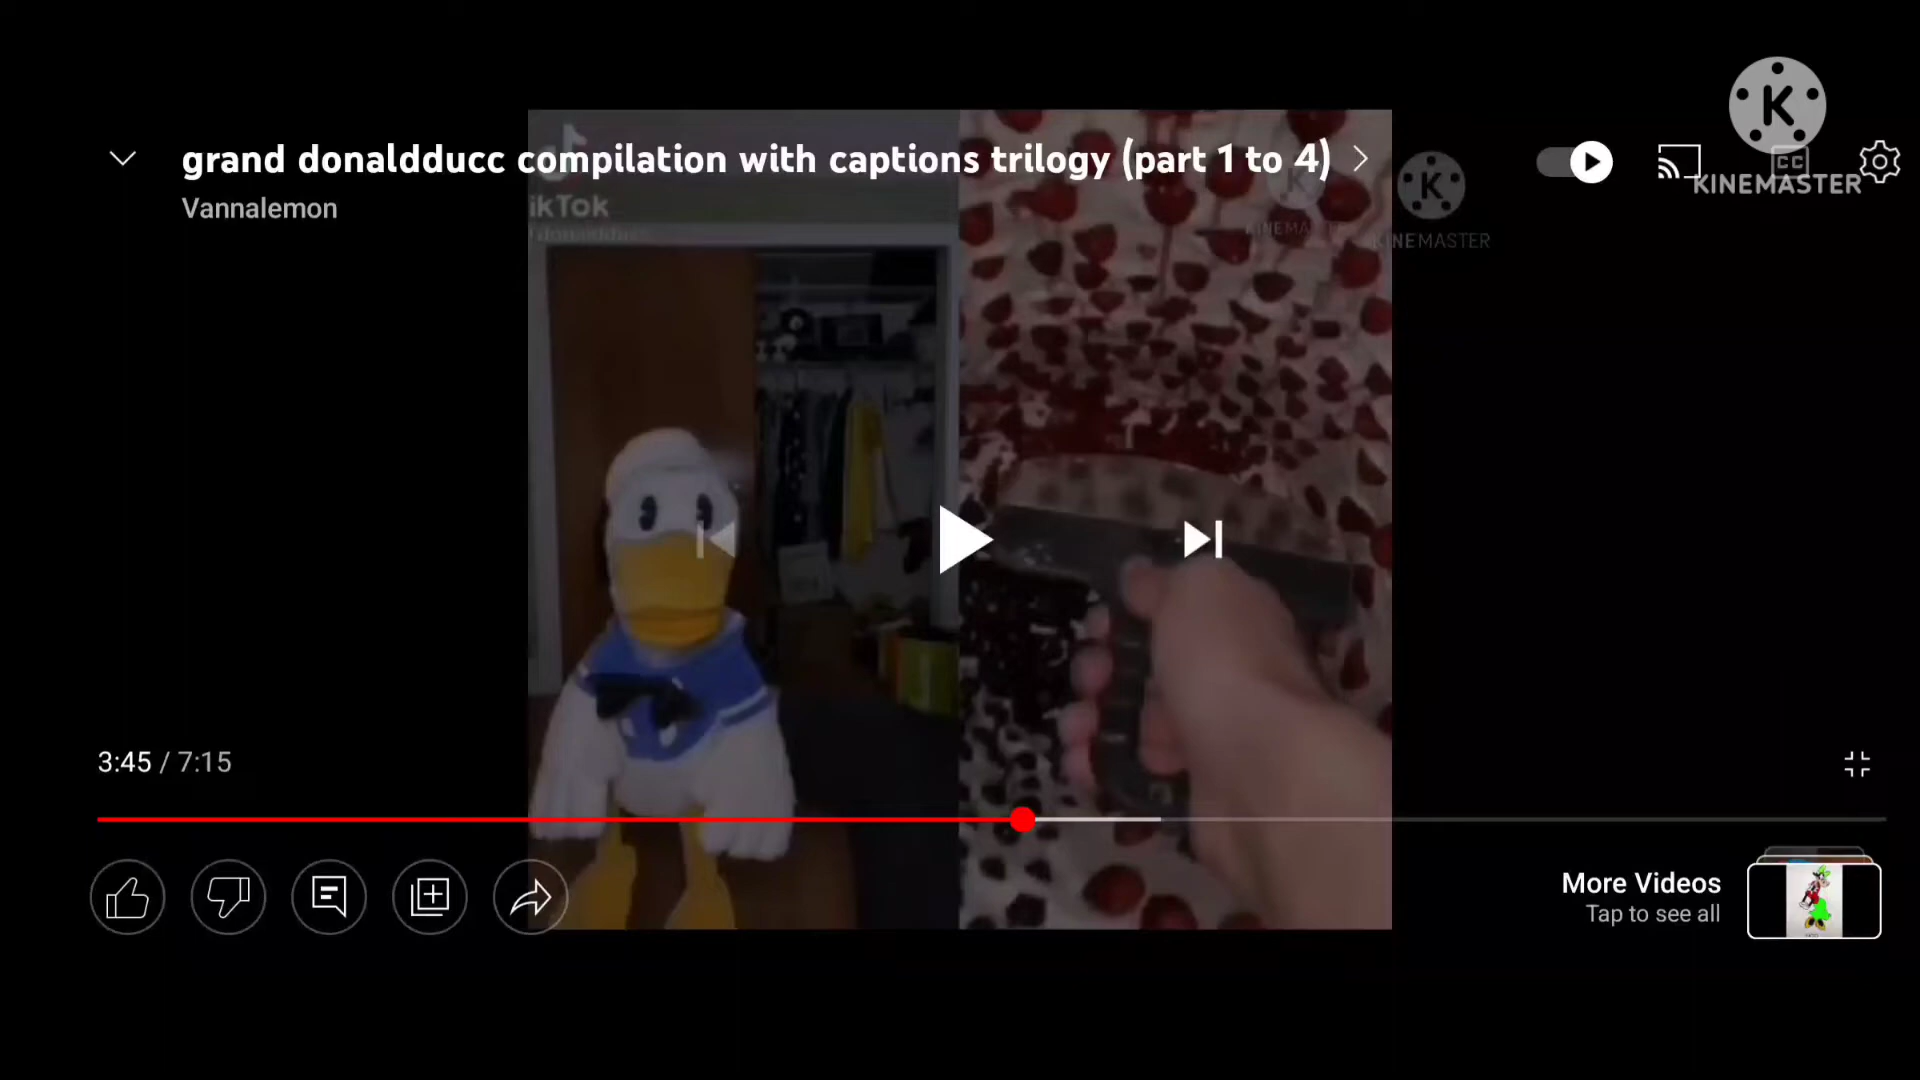 grand donaldducc compilation with captions trilogy (part 1 to 4)
Vannalemon
CC
K
KINEMASTER
K
KINEMASTER
ikTok
3:45 / 7:15
More Videos
Tap to see all